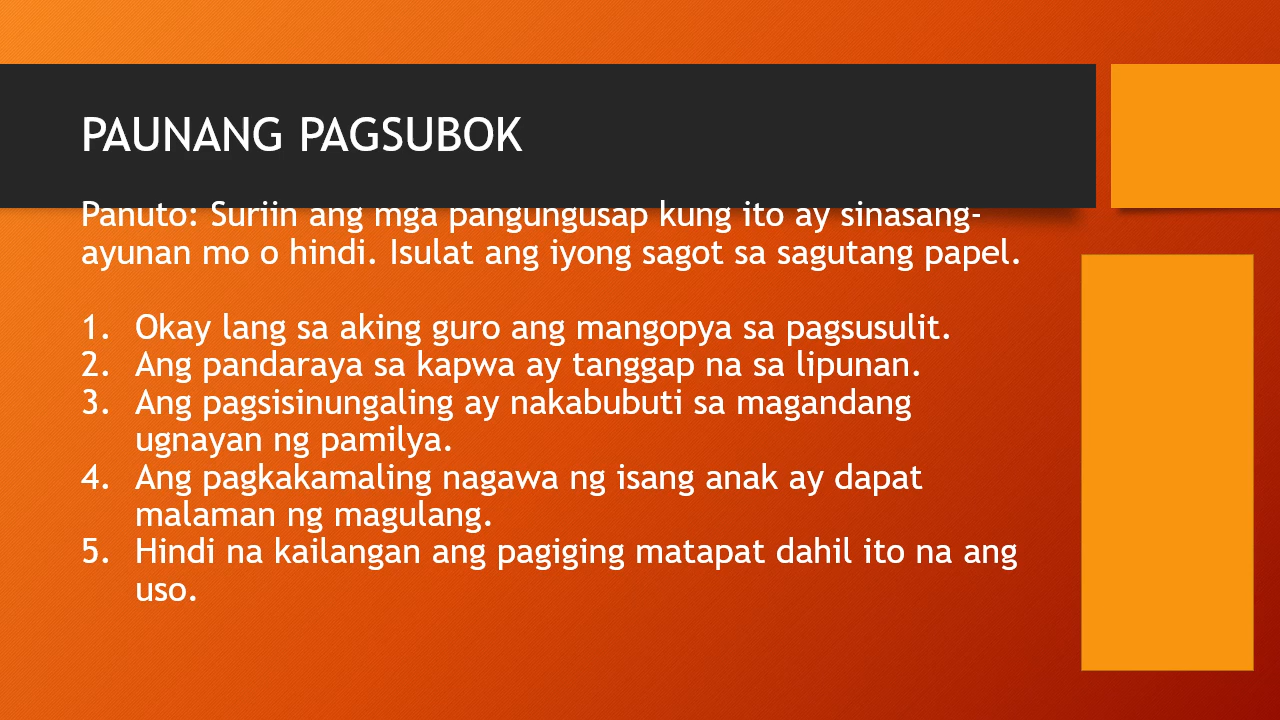 PAUNANG PAGSUBOK
Panuto: Suriin ang mga pangungusap kung ito ay sinasang-
ayunan mo o hindi. Isulat ang iyong sagot sa sagutang papel.
1. Okay lang sa aking guro ang mangopya sa pagsusulit.
2. Ang pandaraya sa kapwa ay tanggap na sa lipunan.
3. Ang pagsisinungaling ay nakabubuti sa magandang
ugnayan ng pamilya.
4. Ang pagkakamaling nagawa ng isang anak ay dapat
malaman ng magulang.
5. Hindi na kailangan ang pagiging matapat dahil ito na ang
uso.